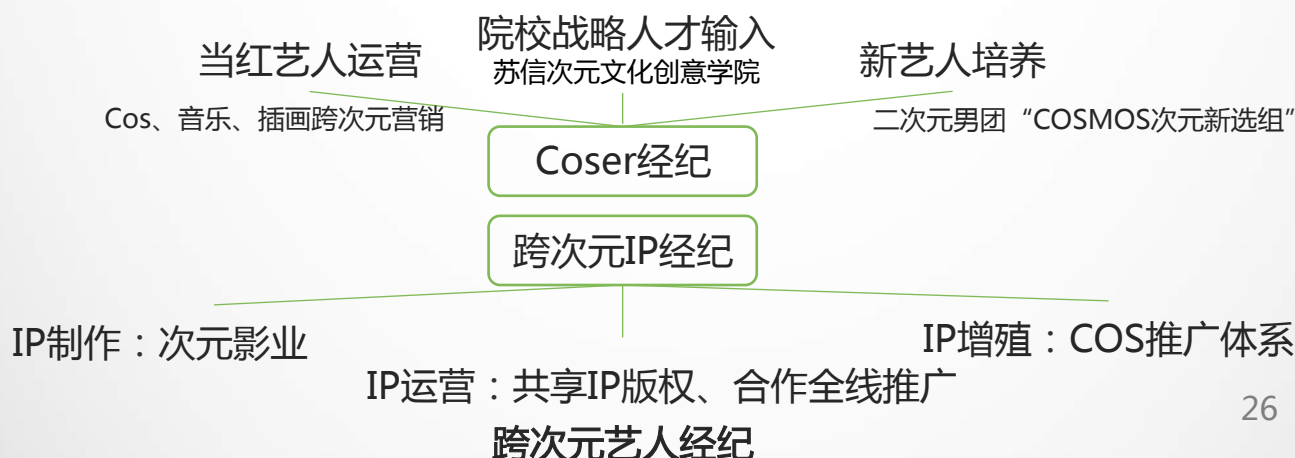 当红艺人运营
院校战略人才输入
苏信次元文化创意学院
新艺人培养
Cos、音乐、插画跨次元营销
二次元男团“COSMOS次元新选组”
Coser经纪
跨次元IP经纪
IP制作：次元影业
IP增殖：COS推广体系
IP运营：共享IP版权、合作全线推广
26
跨次元艺人经纪